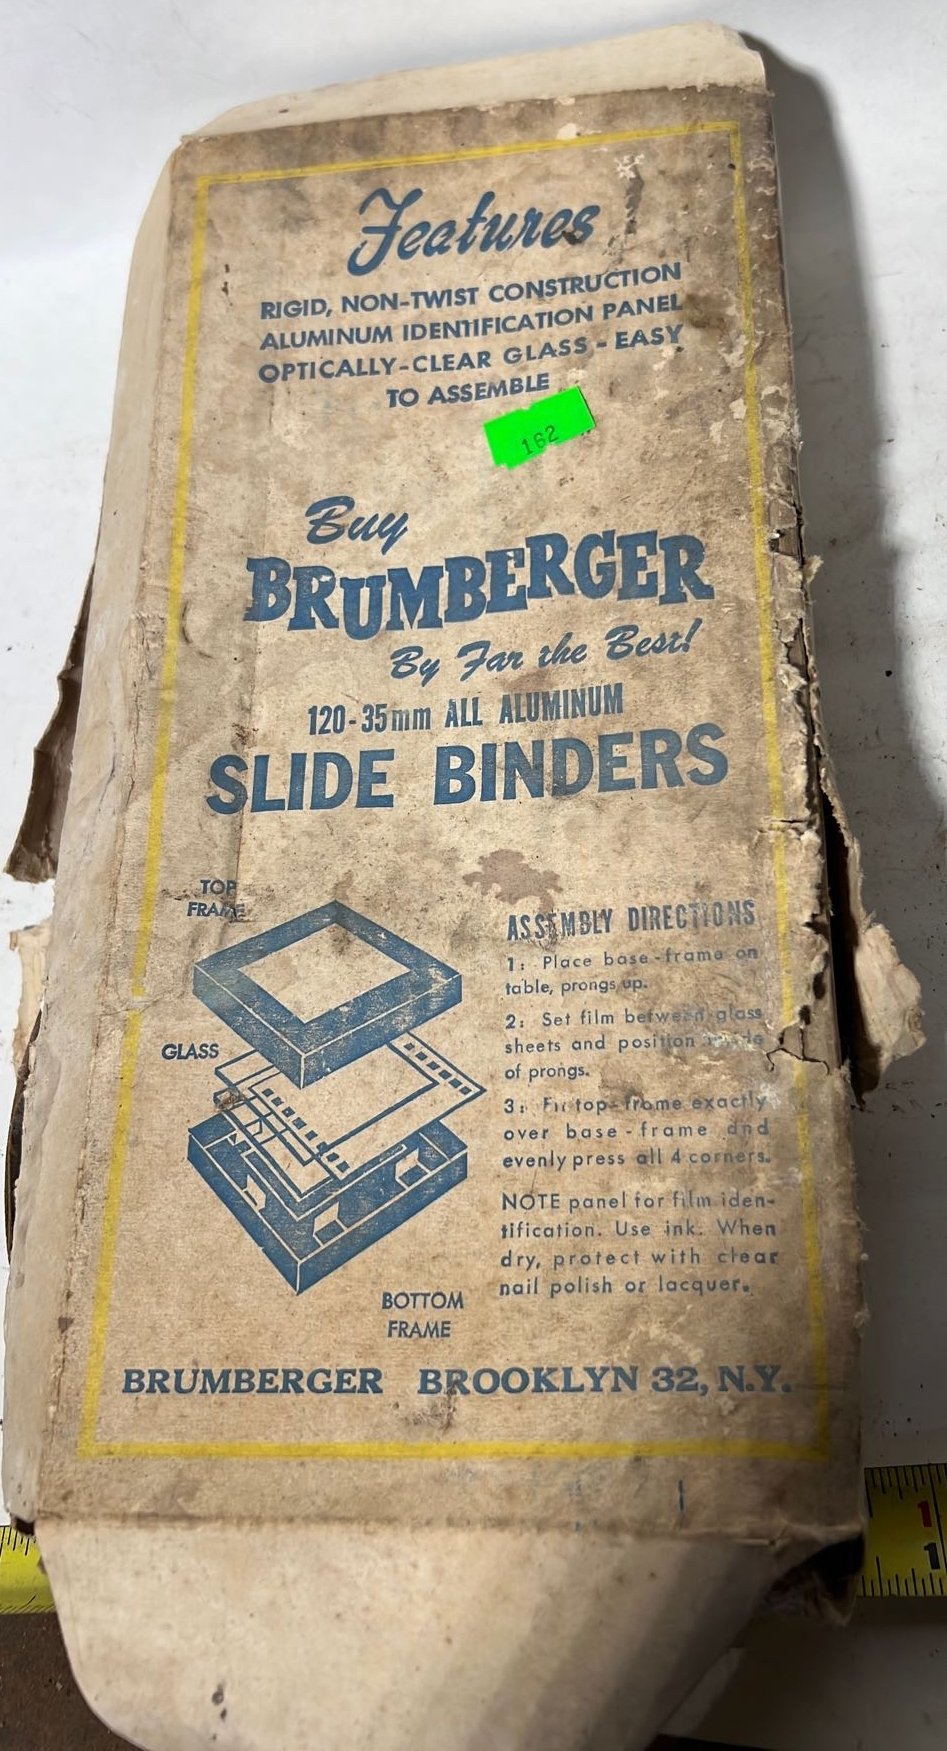 Features
RIGID, NON-TWIST CONSTRUCTION
ALUMINUM IDENTIFICATION PANEL
OPTICALLY-CLEAR GLASS - EASY
TO ASSEMBLE
162
Buy
BRUMBERGER
By Far the Best!
120-35mm ALL ALUMINUM
SLIDE BINDERS
TOP
FRAME
GLASS
BOTTOM
FRAME
ASSEMBLY DIRECTIONS
1: Place base-frame on
table, prongs up.
2: Set film between glass
sheets and position
of prongs.
3: Fit top-frame exactly
over base-frame and
evenly press all 4 corners.
NOTE panel for film iden-
tification. Use ink. When
dry, protect with clear
nail polish or lacquer.
BRUMBERGER BROOKLYN 32, N.Y.
1
1